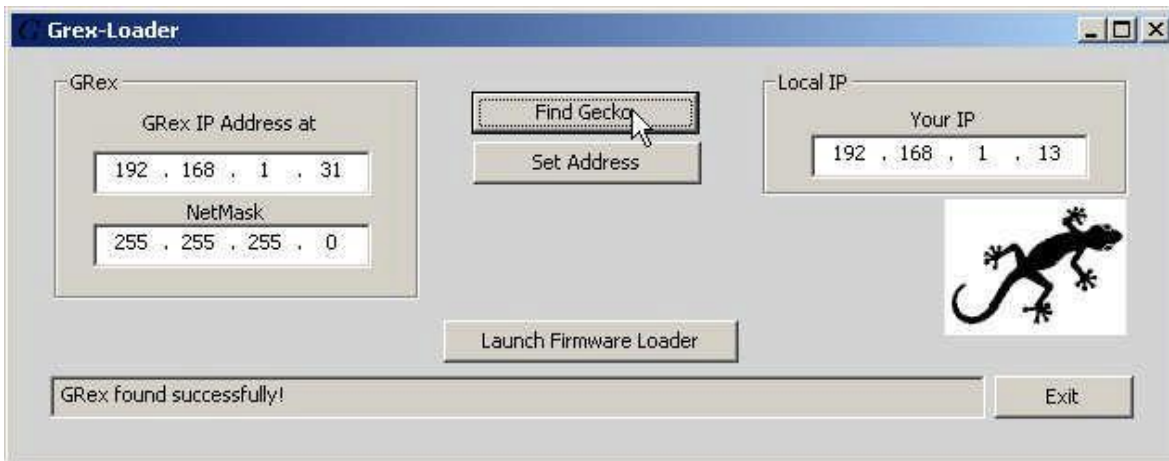 Grex-Loader
GRex
GRex IP Address at
192 . 168 . 1 . 31
NetMask
255 . 255 . 255 . 0
Find Gecko
Set Address
Local IP
Your IP
192 . 168 . 1 . 13
Launch Firmware Loader
GRex found successfully!
Exit